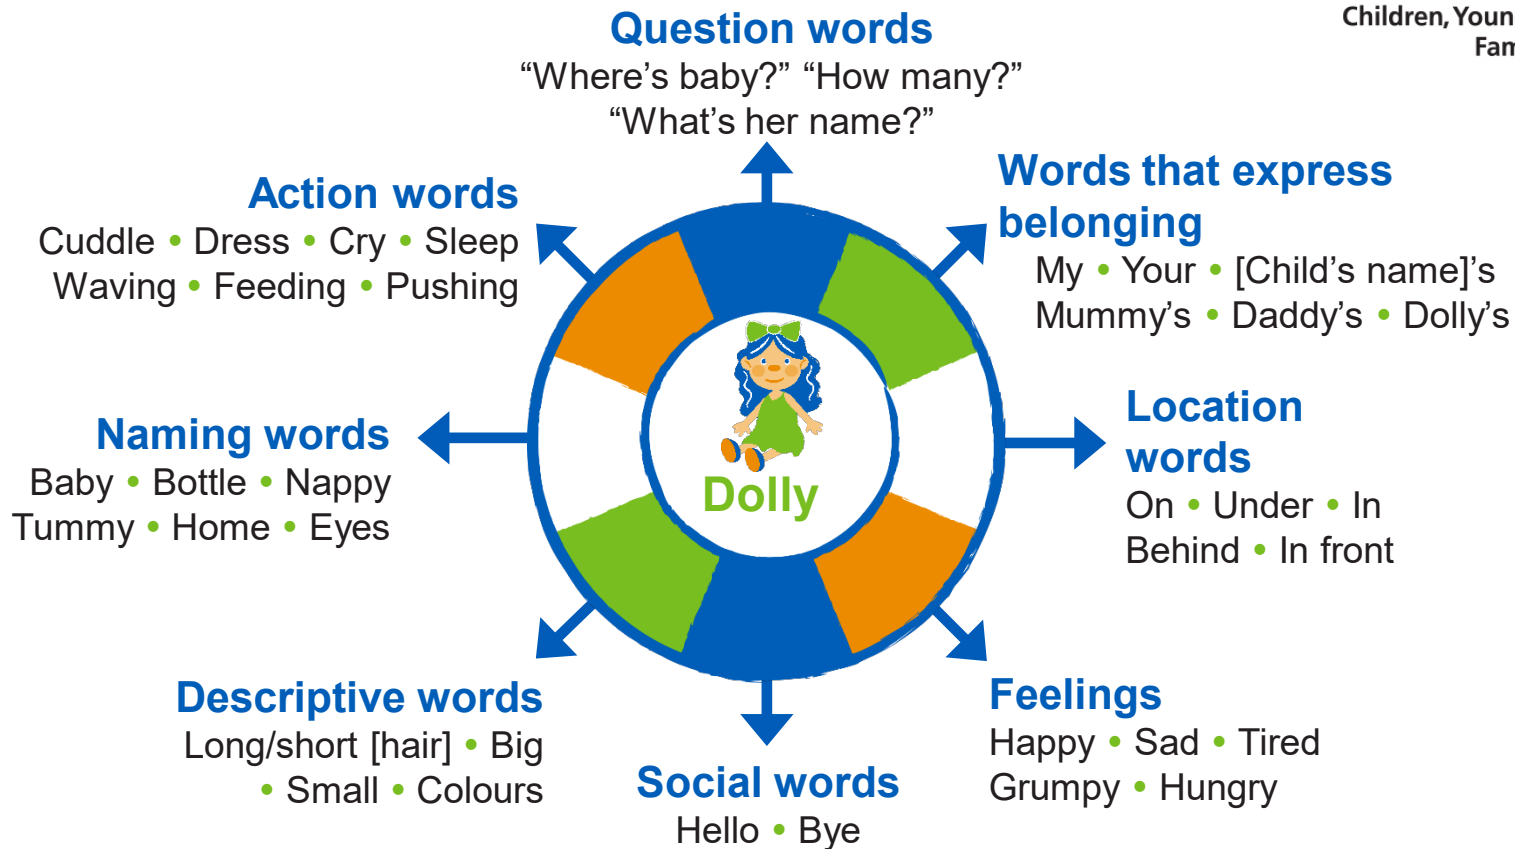 Children, Youn
Fam
Question words
“Where’s baby?” “How many?”
“What’s her name?”
Words that express
belonging
My • Your • [Child’s name]’s
Mummy’s • Daddy’s • Dolly’s
Action words
Cuddle • Dress • Cry • Sleep
Waving • Feeding • Pushing
Location
words
On • Under • In
Behind • In front
Naming words
Baby • Bottle • Nappy
Tummy • Home • Eyes
Dolly
Descriptive words
Long/short [hair] • Big
• Small • Colours
Feelings
Happy • Sad • Tired
Grumpy • Hungry
Social words
Hello • Bye